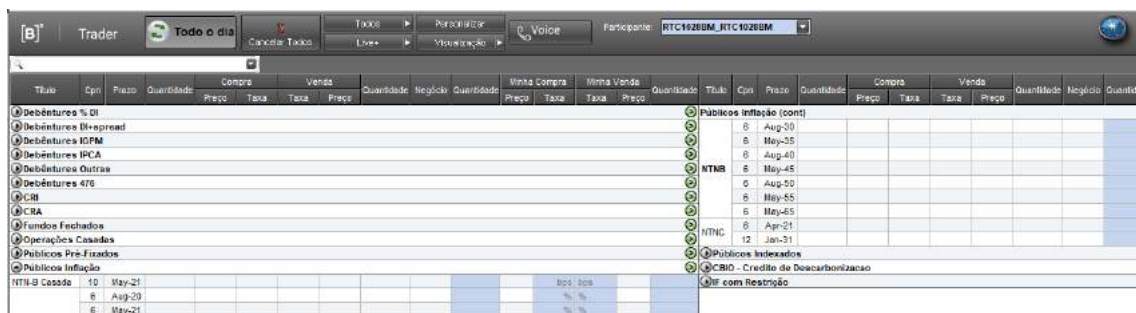 [B]³ Trader Todo o dia Cancelar Todos Todos Personalizar Voice Participante: RTC1028BM_RTC1028BM
Live+ Visualização
Título Cpn Prazo Quantidade Compra Venda Quantidade Negócio Quantidade Minha Compra Minha Venda Quantidade Título Cpn Prazo Quantidade Compra Venda Quantidade Negócio
Preço Taxa Taxa Preço Preço Taxa Taxa Preço Preço Taxa Taxa Preço
Debêntures % DI Públicos Inflação (cont)
Debêntures DI+spread 6 Aug-30
Debêntures IGPM 6 May-35
Debêntures IPCA 6 Aug-40
Debêntures Outras NTNB 6 May-45
Debêntures 476 6 Aug-50
CRI 6 May-55
CRA 6 May-65
Fundos Fechados NTNC 6 Apr-21
Operações Casadas 12 Jan-31
Públicos Pré-Fixados Públicos Indexados
Públicos Inflação CBIO - Credito de Descarbonizacao
NTN-B Casada 10 May-21 bps bps IF com Restrição
6 Aug-20 % %
6 May-21 % %